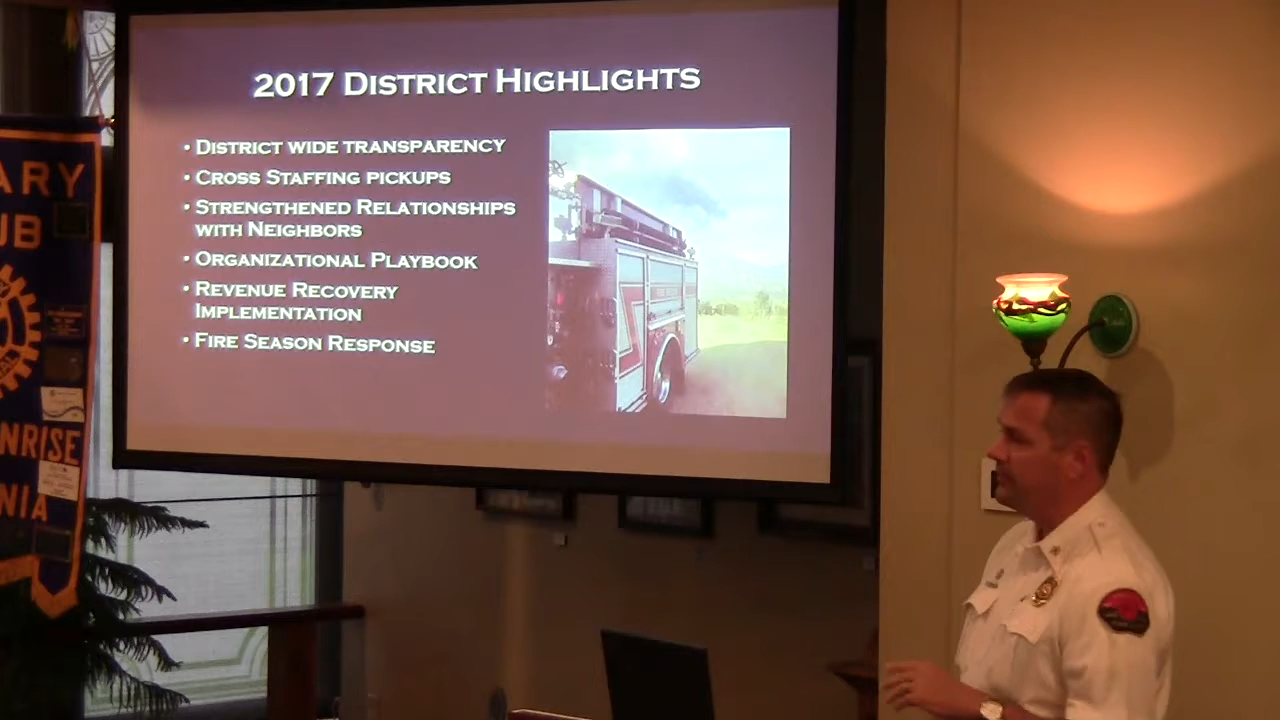 2017 District Highlights
• District wide transparency
• Cross Staffing pickups
• Strengthened Relationships
with Neighbors
• Organizational Playbook
• Revenue Recovery
Implementation
• Fire Season Response
ARY
UB
NRISE
NIA